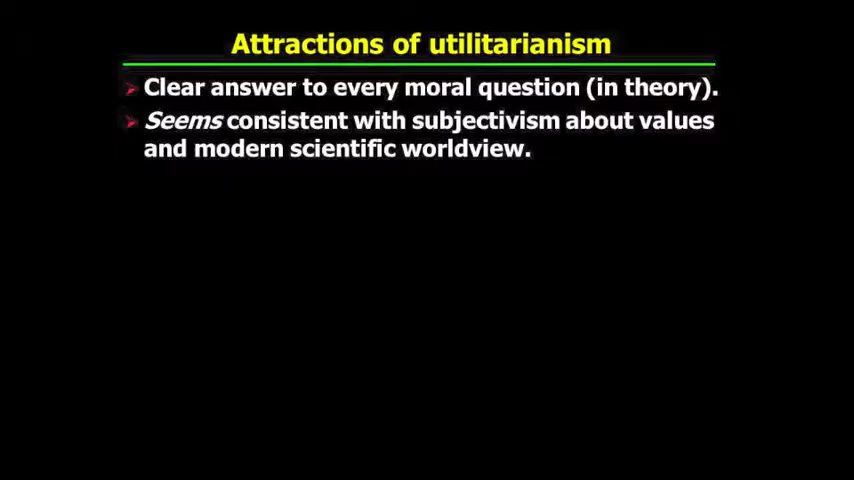 Attractions of utilitarianism
Clear answer to every moral question (in theory).
Seems consistent with subjectivism about values
and modern scientific worldview.